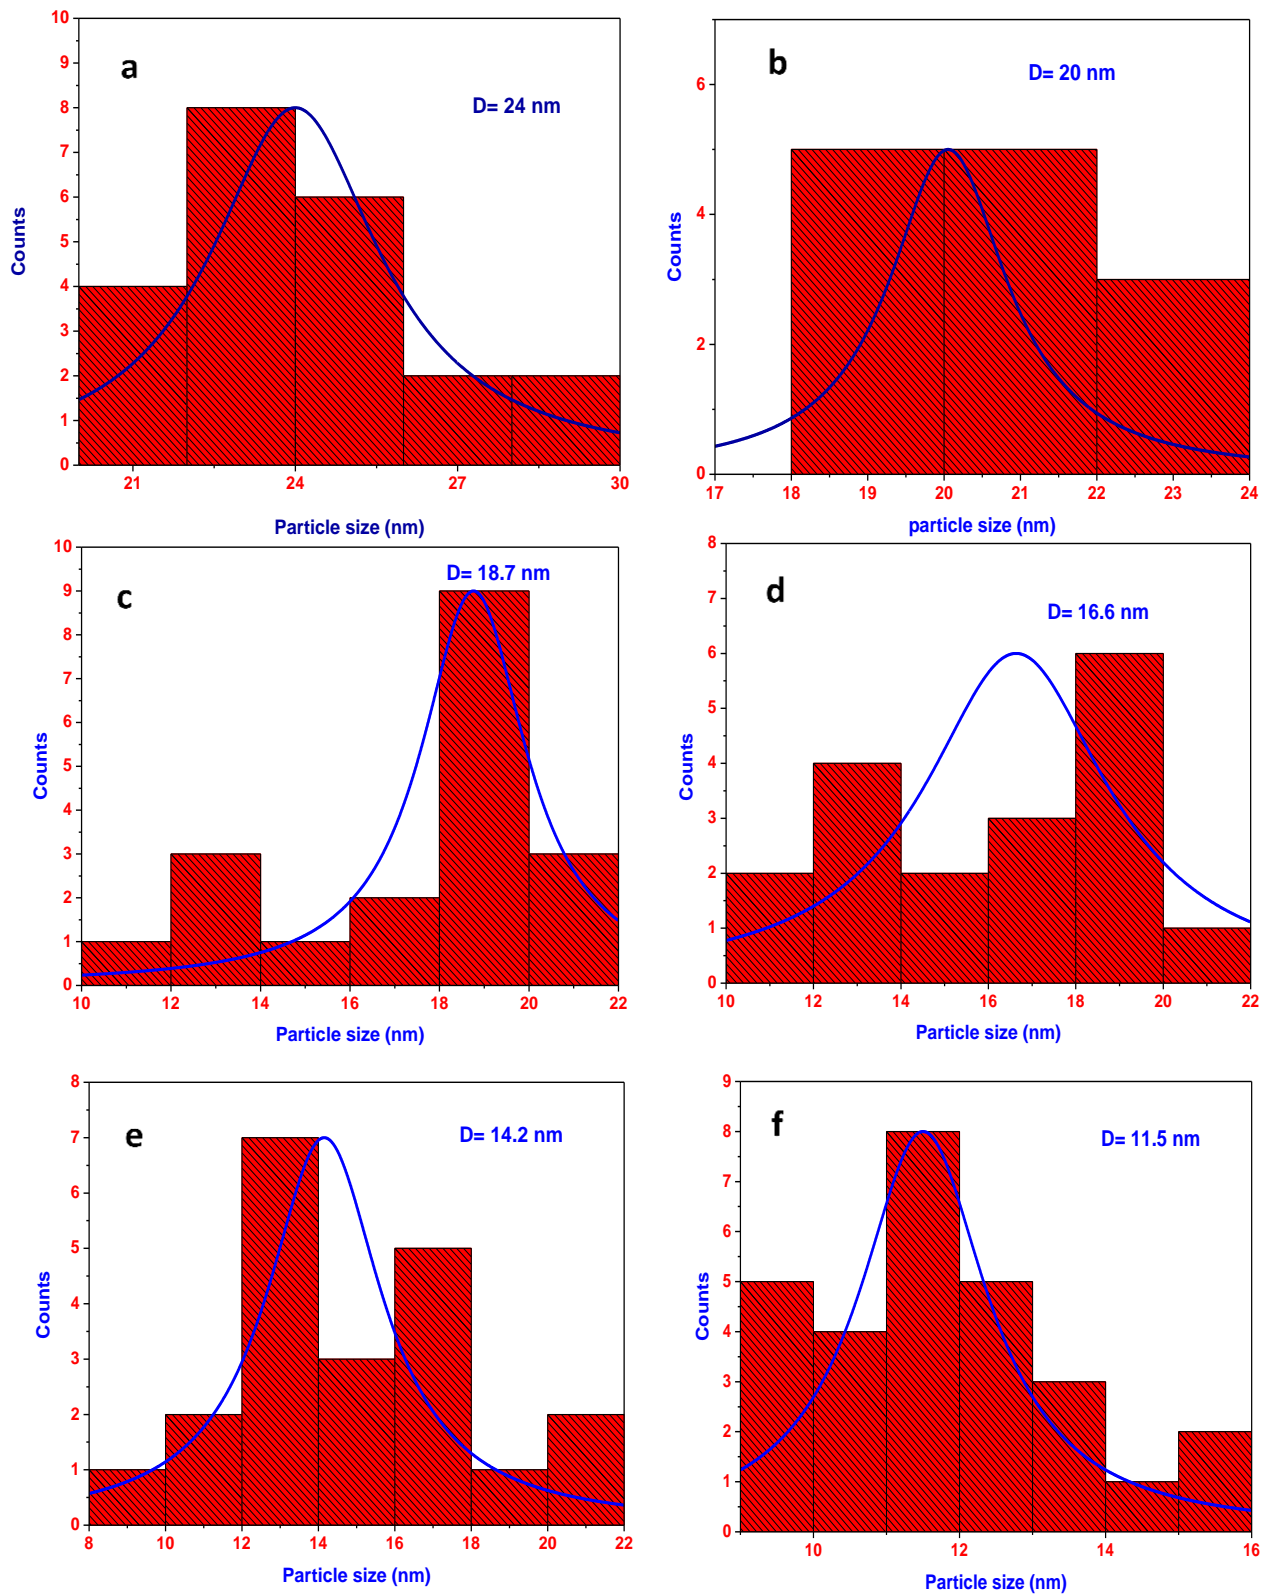 a
D= 24 nm
Counts
10
9
8
7
6
5
4
3
2
1
0
21 24 27 30
Particle size (nm)
b
D= 20 nm
Counts
6
4
2
0
17 18 19 20 21 22 23 24
particle size (nm)
c
D= 18.7 nm
Counts
10
9
8
7
6
5
4
3
2
1
0
10 12 14 16 18 20 22
Particle size (nm)
d
D= 16.6 nm
Counts
8
7
6
5
4
3
2
1
0
10 12 14 16 18 20 22
Particle size (nm)
e
D= 14.2 nm
Counts
8
7
6
5
4
3
2
1
0
8 10 12 14 16 18 20 22
Particle size (nm)
f
D= 11.5 nm
Counts
9
8
7
6
5
4
3
2
1
0
10 12 14 16
Particle size (nm)